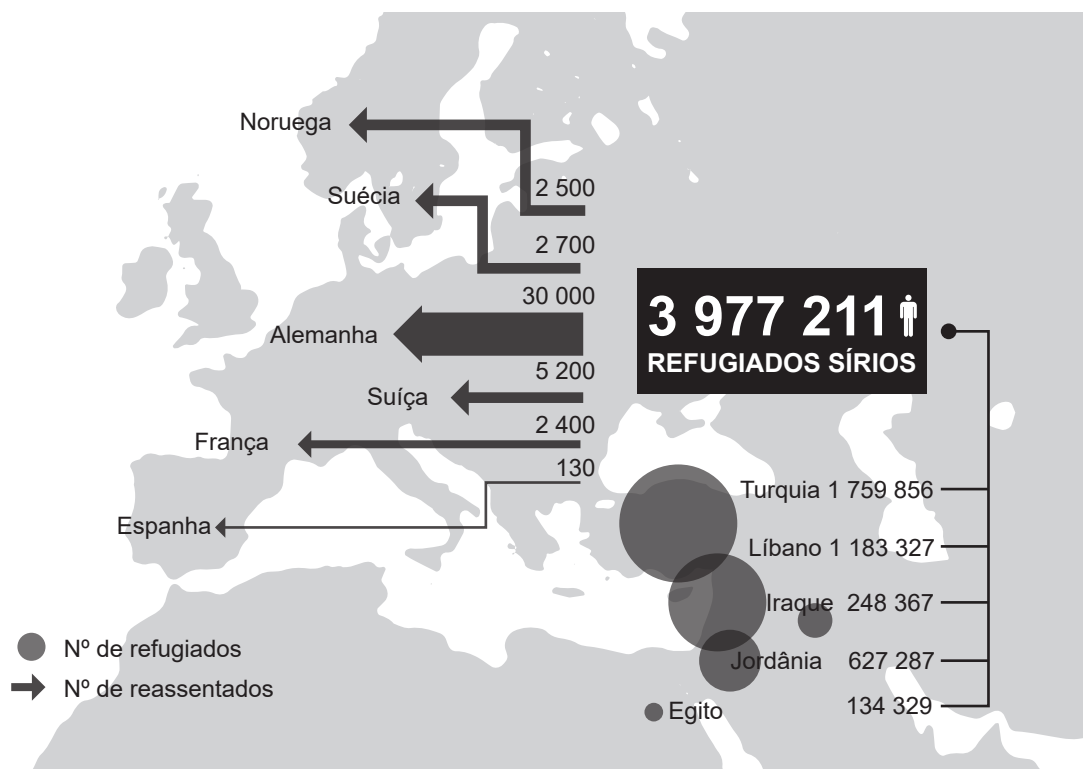 Noruega
2 500
Suécia
2 700
30 000
Alemanha
5 200
Suíça
2 400
França
130
Espanha
3 977 211
REFUGIADOS SÍRIOS
Turquia 1 759 856
Líbano 1 183 327
Iraque 248 367
Jordânia 627 287
Egito 134 329
Nº de refugiados
Nº de reassentados